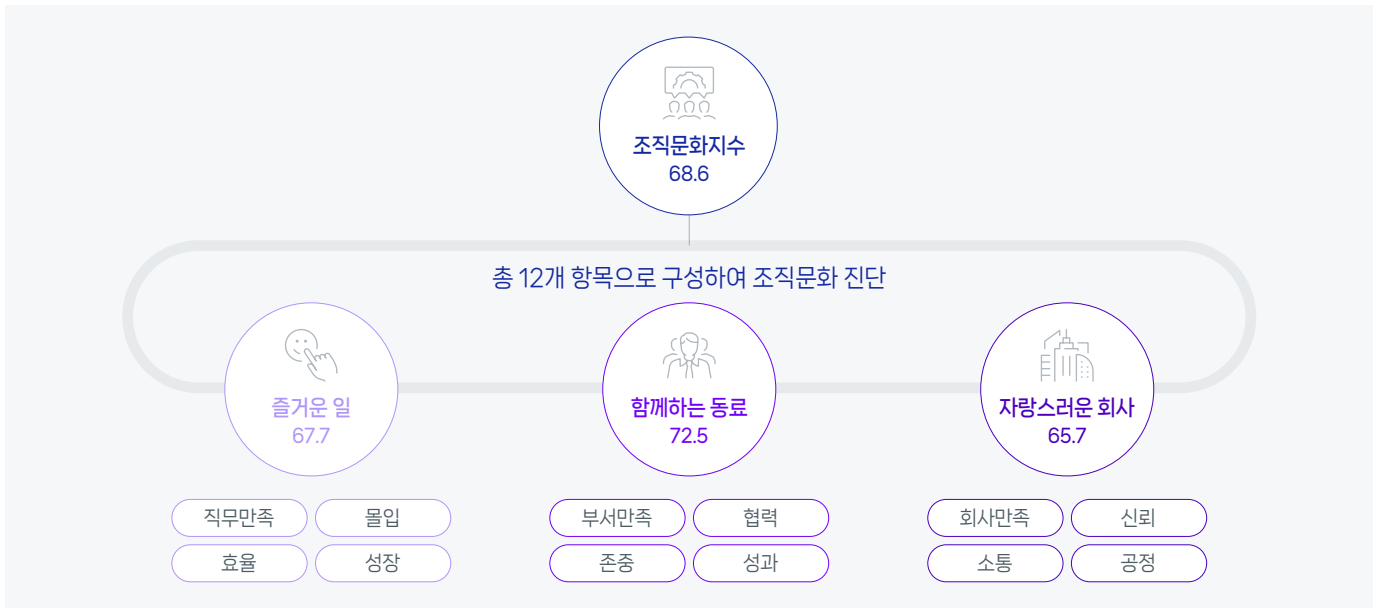 조직문화지수
68.6
총 12개 항목으로 구성하여 조직문화 진단
즐거운 일
67.7
함께하는 동료
72.5
자랑스러운 회사
65.7
직무만족 몰입
효율 성장
부서만족 협력
존중 성과
회사만족 신뢰
소통 공정